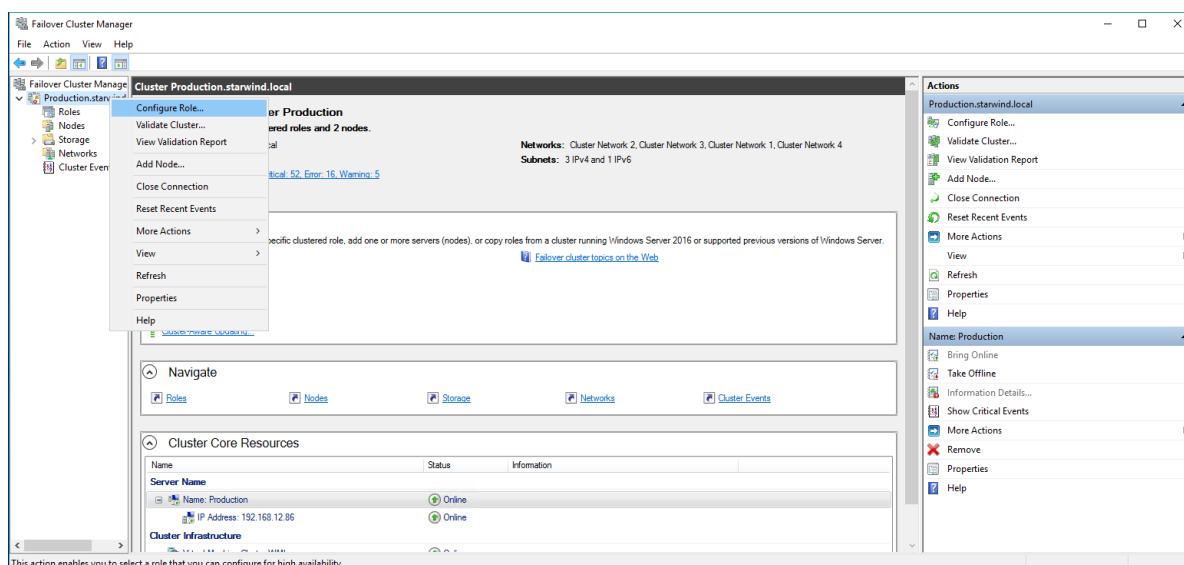 Failover Cluster Manager
File Action View Help
Failover Cluster Manage
Production.starwind
Roles
Nodes
Storage
Networks
Cluster Even
Cluster Production.starwind.local
er Production
ered roles and 2 nodes.
cal
Networks: Cluster Network 2, Cluster Network 3, Cluster Network 1, Cluster Network 4
Subnets: 3 IPv4 and 1 IPv6
itical: 52, Error: 16, Warning: 5
Configure Role...
Validate Cluster...
View Validation Report
Add Node...
Close Connection
Reset Recent Events
More Actions
View
Refresh
Properties
Help
pecific clustered role, add one or more servers (nodes), or copy roles from a cluster running Windows Server 2016 or supported previous versions of Windows Server.
Failover cluster topics on the Web
Cluster-Aware Updating...
Navigate
Roles
Nodes
Storage
Networks
Cluster Events
Cluster Core Resources
Name Status Information
Server Name
Name: Production Online
IP Address: 192.168.12.86 Online
Cluster Infrastructure
Actions
Production.starwind.local
Configure Role...
Validate Cluster...
View Validation Report
Add Node...
Close Connection
Reset Recent Events
More Actions
View
Refresh
Properties
Help
Name: Production
Bring Online
Take Offline
Information Details...
Show Critical Events
More Actions
Remove
Properties
Help
This action enables you to select a role that you can configure for high availability.